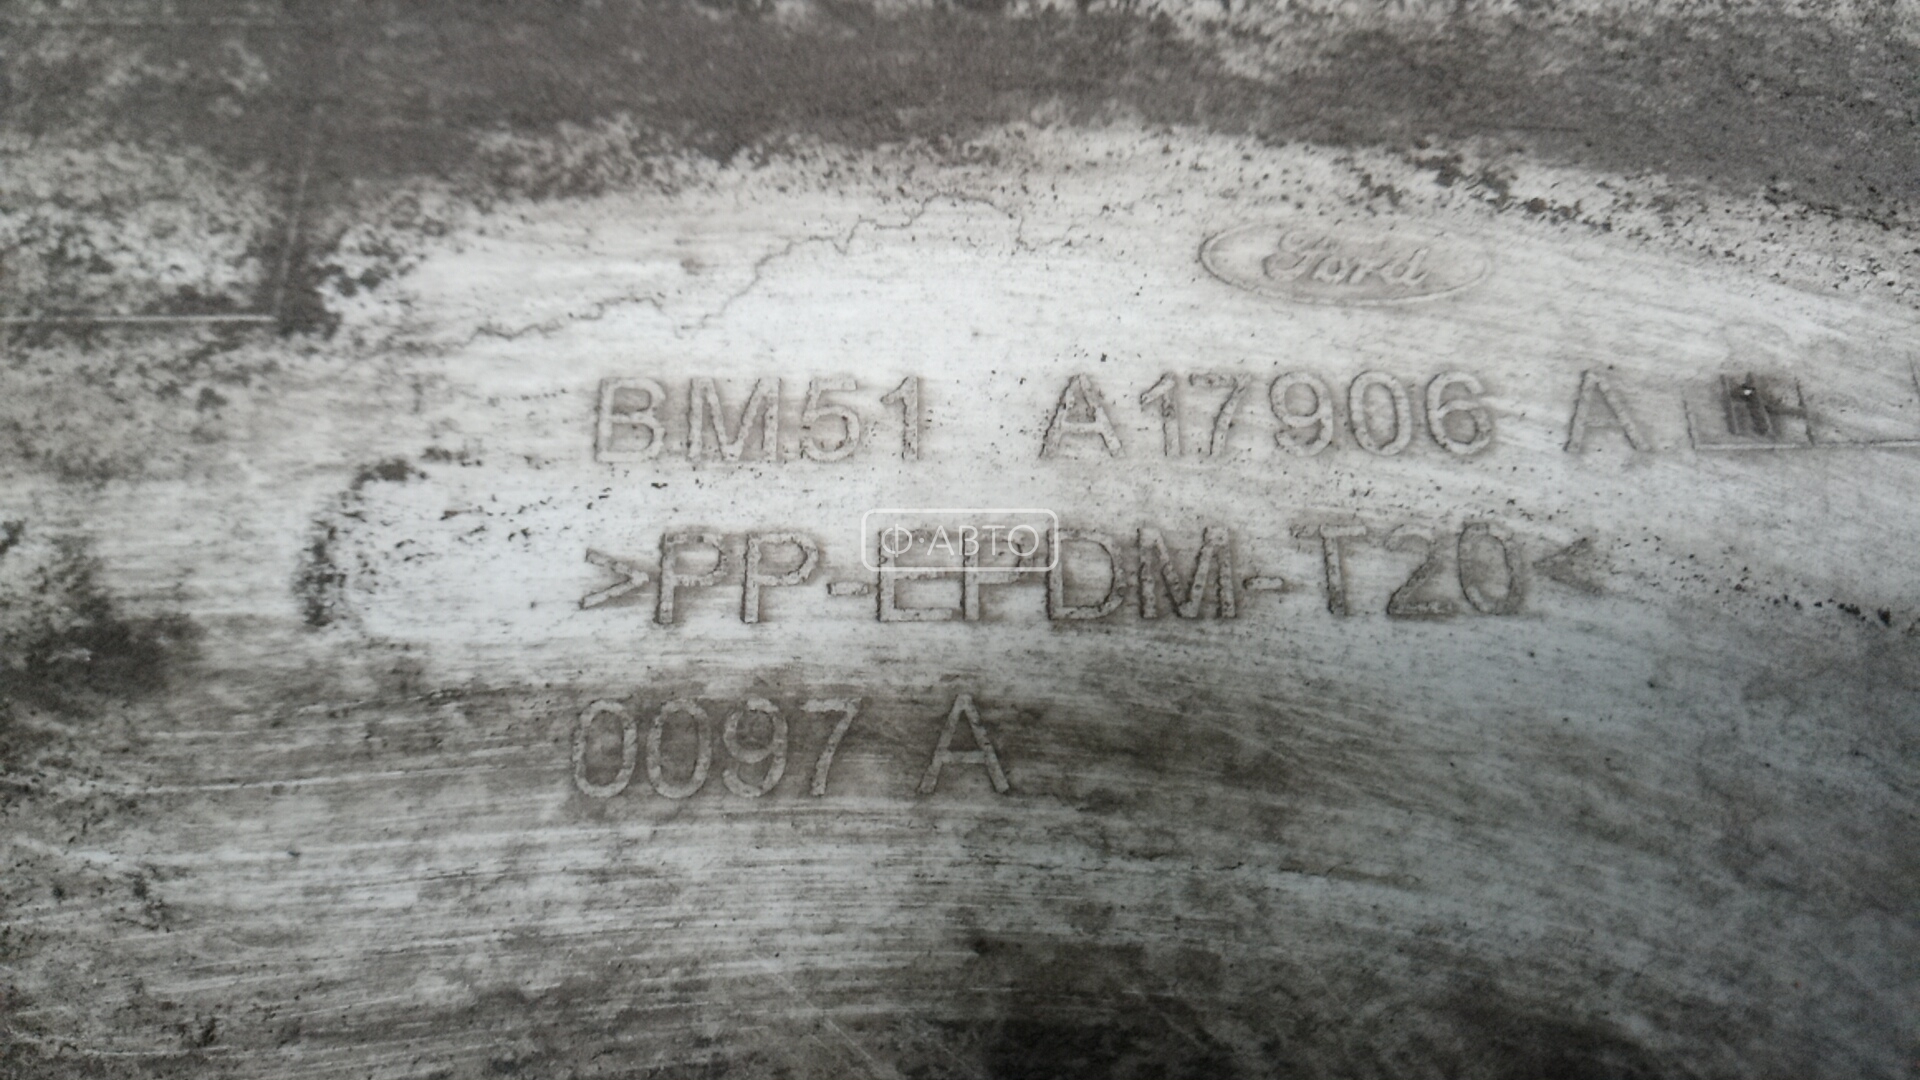 Ford
BM51 A17906 A
Ф·АВТО
>PP-EPDM-T20<
0097 A